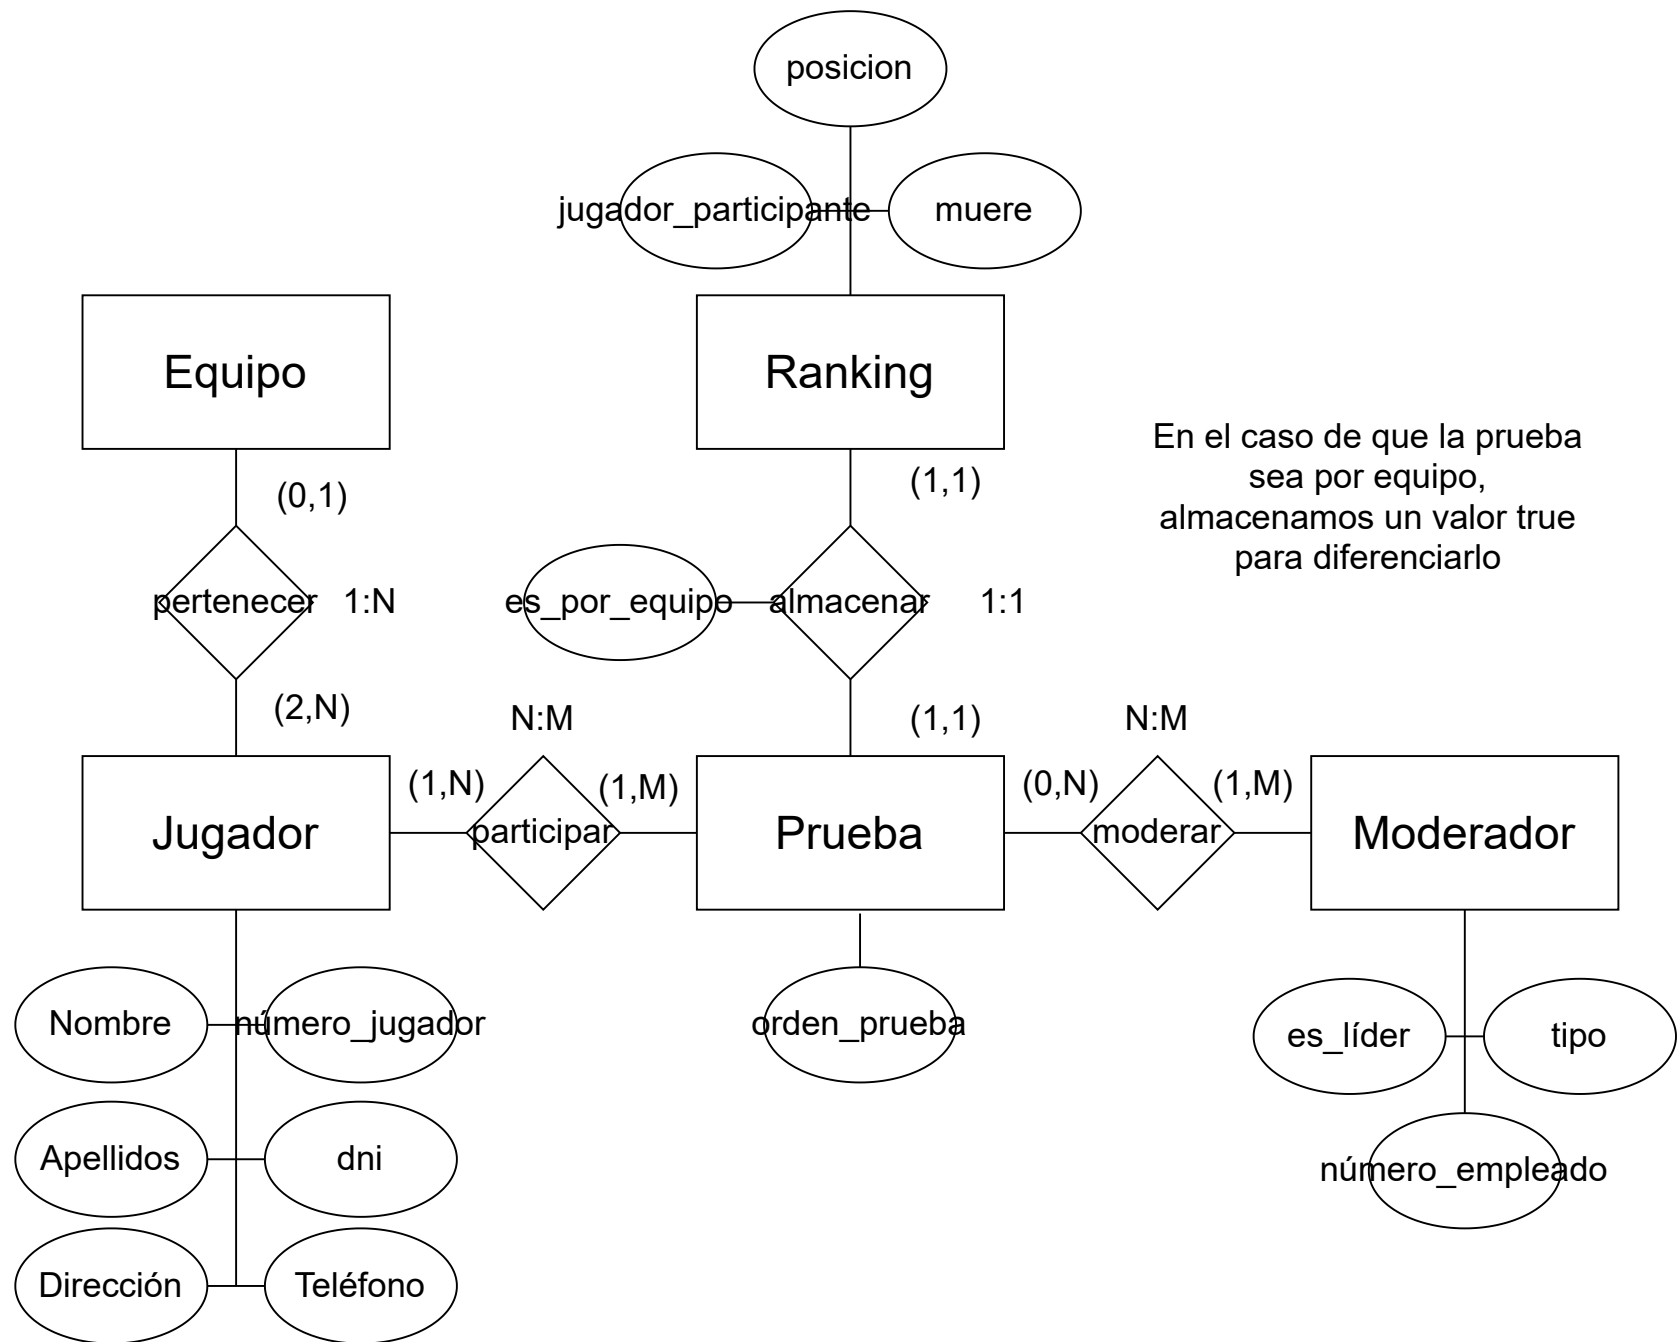 posicion
jugador_participante
muere
Equipo
Ranking
(0,1)
(1,1)
En el caso de que la prueba
sea por equipo,
almacenamos un valor true
para diferenciarlo
pertenecer
1:N
es_por_equipo
almacenar
1:1
(2,N)
N:M
(1,1)
N:M
(1,N)
(1,M)
(0,N)
(1,M)
Jugador
participar
Prueba
moderar
Moderador
Nombre
número_jugador
orden_prueba
es_líder
tipo
Apellidos
dni
número_empleado
Dirección
Teléfono